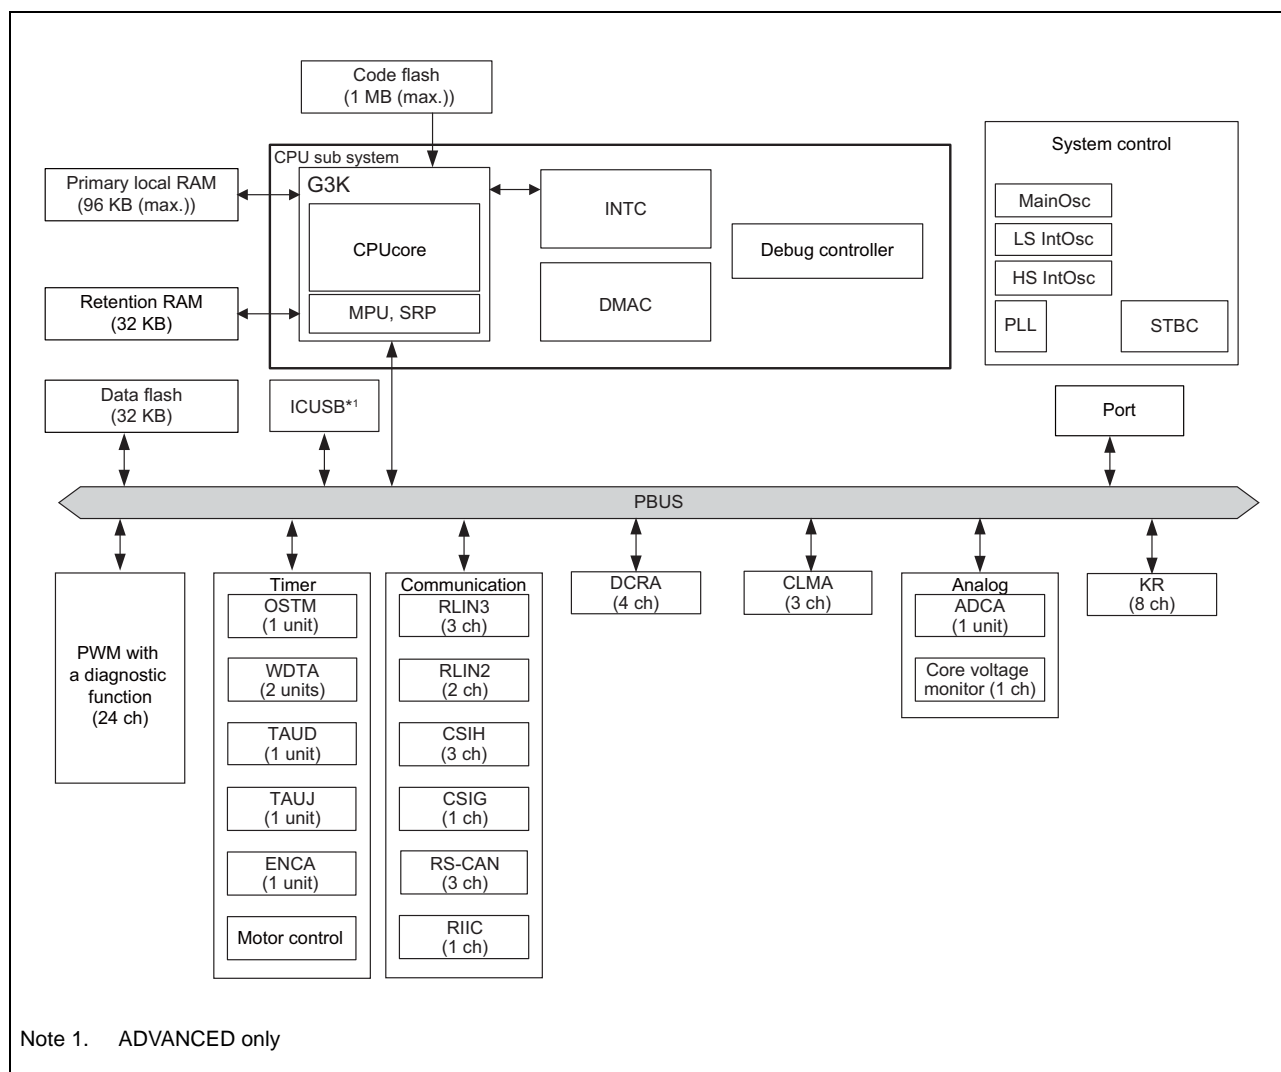 Code flash
(1 MB (max.))
CPU sub system
System control
Primary local RAM
(96 KB (max.))
G3K
INTC
MainOsc
CPUcore
Debug controller
LS IntOsc
HS IntOsc
Retention RAM
(32 KB)
MPU, SRP
DMAC
PLL
STBC
Data flash
(32 KB)
ICUSB*1
Port
PBUS
PWM with
a diagnostic
function
(24 ch)
Timer
OSTM
(1 unit)
WDTA
(2 units)
TAUD
(1 unit)
TAUJ
(1 unit)
ENCA
(1 unit)
Motor control
Communication
RLIN3
(3 ch)
RLIN2
(2 ch)
CSIH
(3 ch)
CSIG
(1 ch)
RS-CAN
(3 ch)
RIIC
(1 ch)
DCRA
(4 ch)
CLMA
(3 ch)
Analog
ADCA
(1 unit)
Core voltage
monitor (1 ch)
KR
(8 ch)
Note 1. ADVANCED only